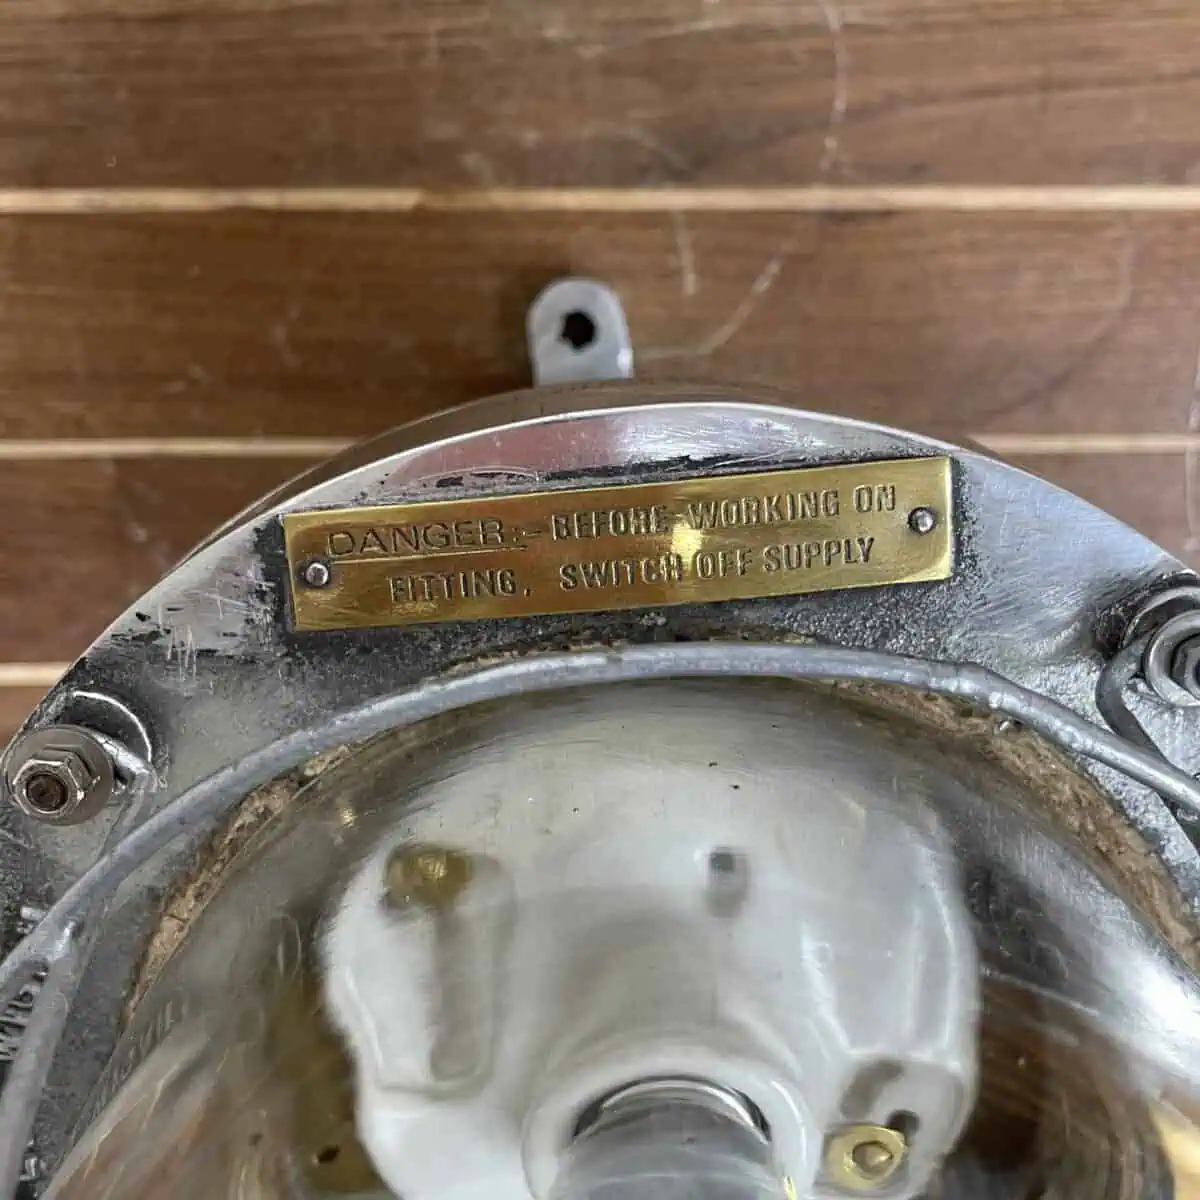 DANGER:- BEFORE WORKING ON
FITTING, SWITCH OFF SUPPLY